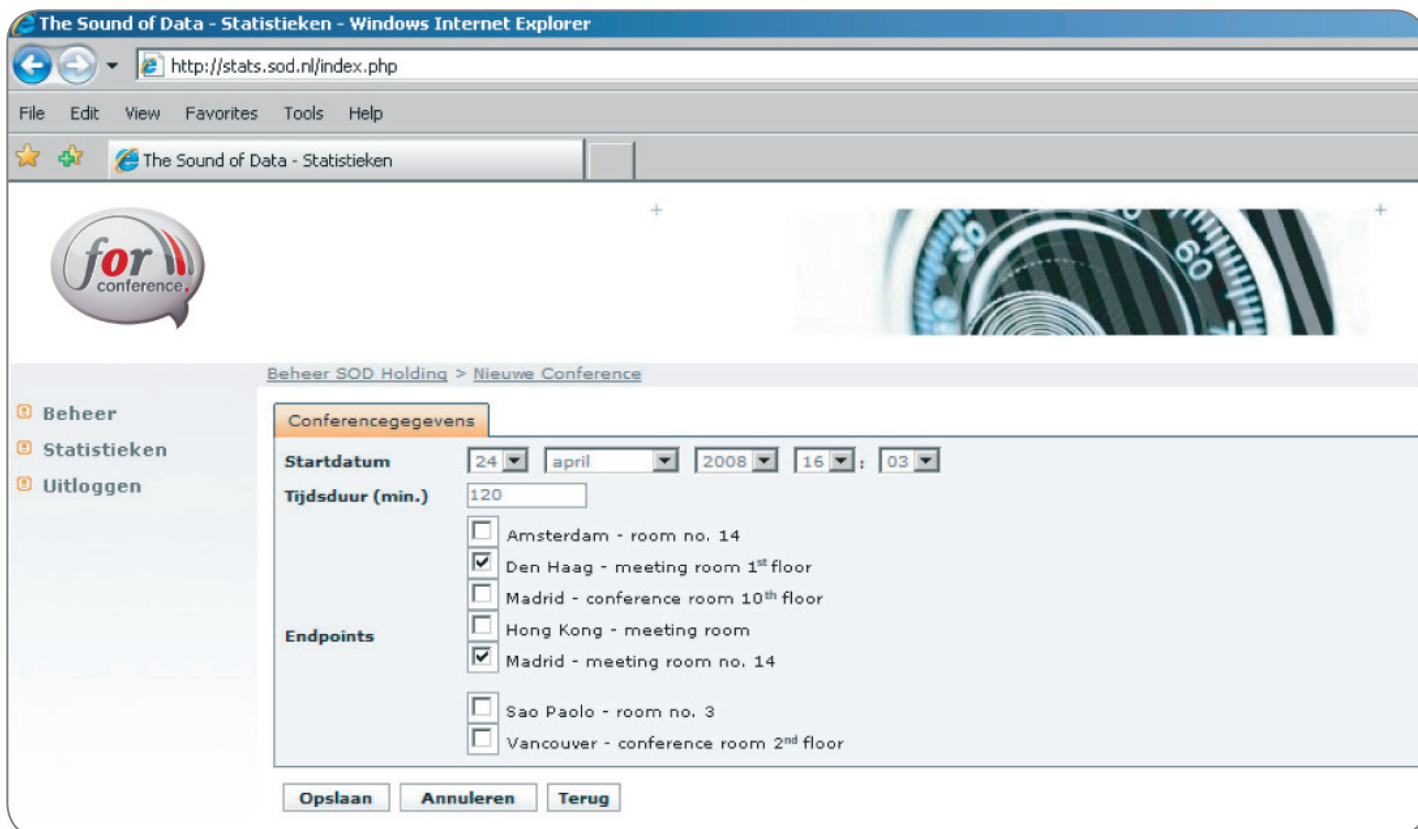 The Sound of Data - Statistieken - Windows Internet Explorer
http://stats.sod.nl/index.php
File Edit View Favorites Tools Help
The Sound of Data - Statistieken
for
conference.
30
60
Beheer SOD Holding > Nieuwe Conference
Beheer
Statistieken
Uitloggen
Conferencegegevens
Startdatum 24 april 2008 16 : 03
Tijdsduur (min.) 120
Endpoints
Amsterdam - room no. 14
Den Haag - meeting room 1st floor
Madrid - conference room 10th floor
Hong Kong - meeting room
Madrid - meeting room no. 14
Sao Paolo - room no. 3
Vancouver - conference room 2nd floor
Opslaan Annuleren Terug